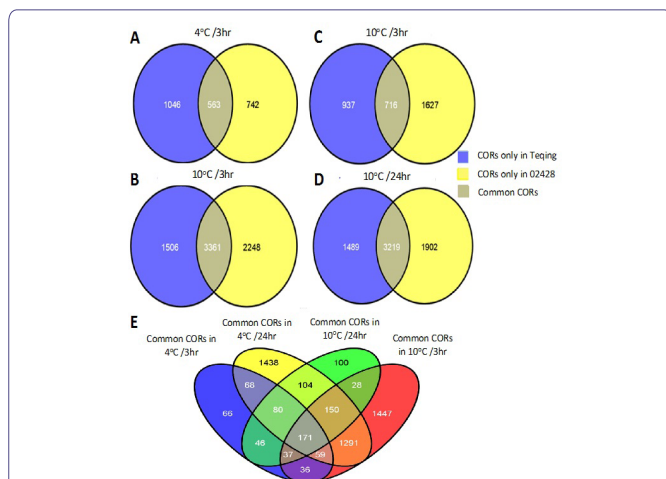 A
4°C /3hr
C
10°C /3hr
1046
563
742
937
716
1627
CORs only in Teqing
CORs only in 02428
Common CORs
B
10°C /3hr
D
10°C /24hr
1506
3361
2248
1489
3219
1902
E
Common CORs in
4°C /3hr
Common CORs in
4°C /24hr
Common CORs in
10°C /24hr
Common CORs
in 10°C /3hr
1438
100
68
104
28
66
80
150
1447
46
171
1291
37
59
36